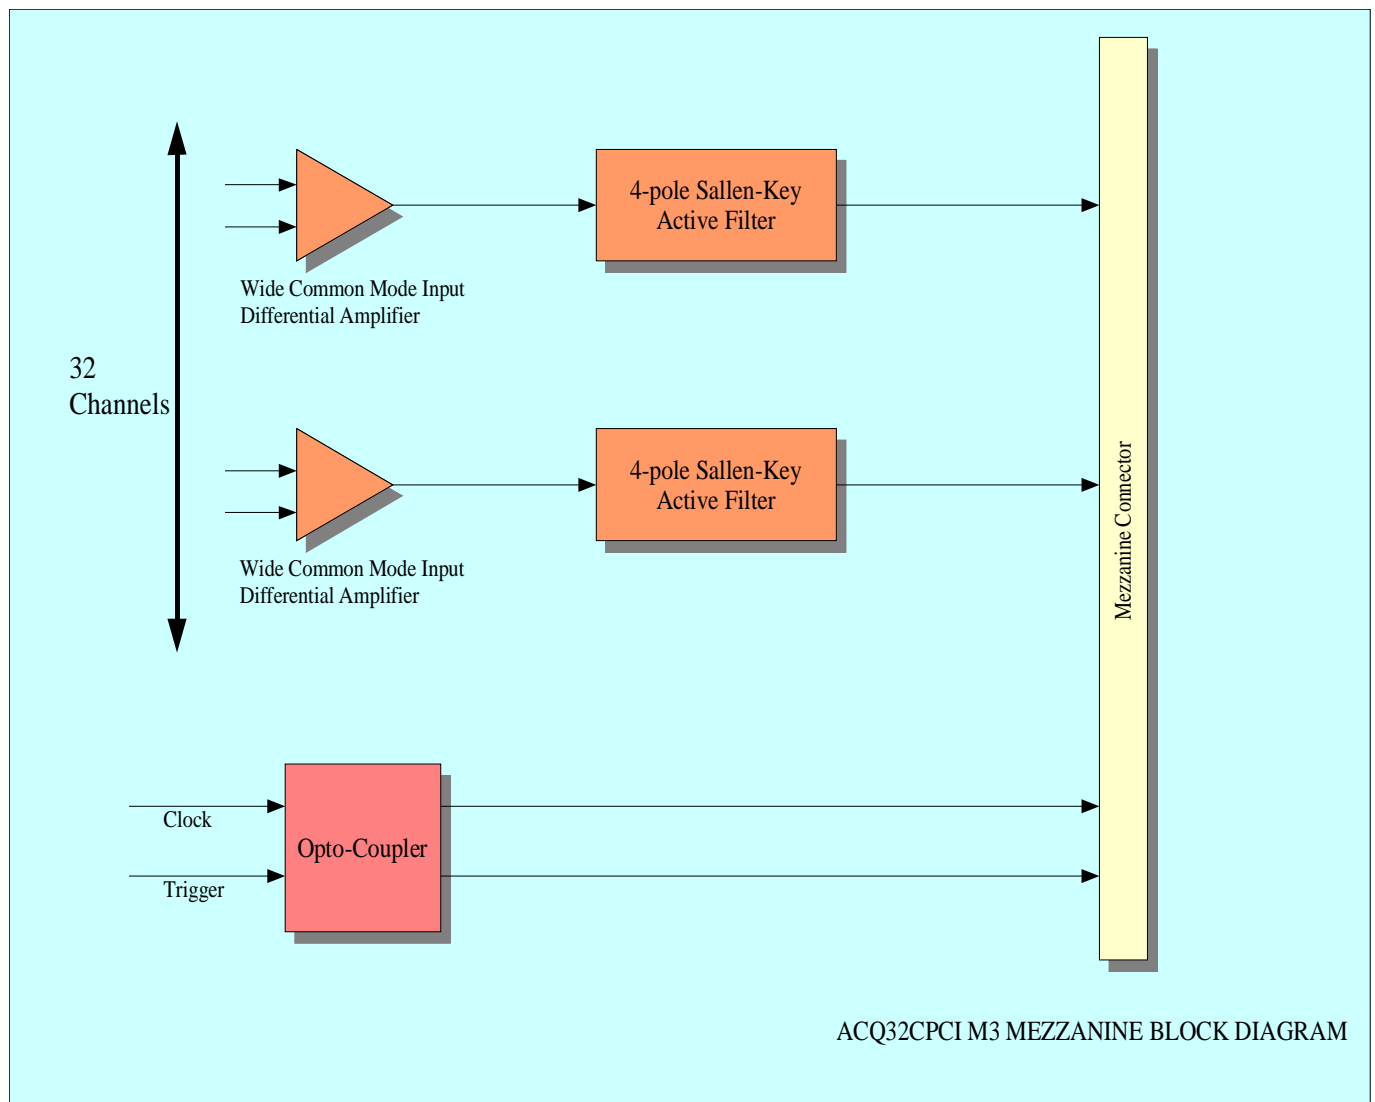 4-pole Sallen-Key
Active Filter
Wide Common Mode Input
Differential Amplifier
32
Channels
4-pole Sallen-Key
Active Filter
Wide Common Mode Input
Differential Amplifier
Mezzanine Connector
Clock
Opto-Coupler
Trigger
ACQ32CPCI M3 MEZZANINE BLOCK DIAGRAM